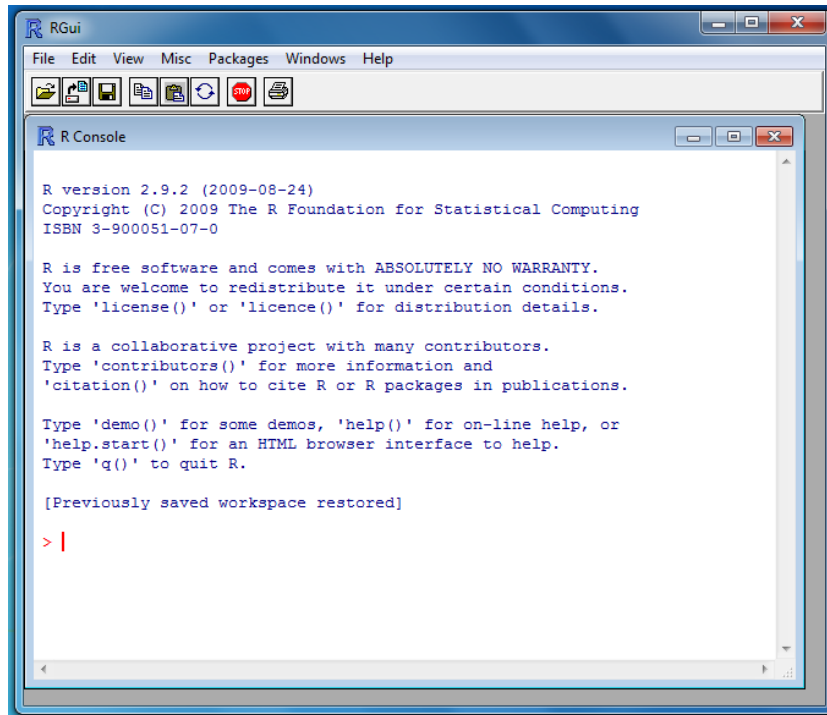 RGui
File Edit View Misc Packages Windows Help
STOP
R Console
R version 2.9.2 (2009-08-24)
Copyright (C) 2009 The R Foundation for Statistical Computing
ISBN 3-900051-07-0
R is free software and comes with ABSOLUTELY NO WARRANTY.
You are welcome to redistribute it under certain conditions.
Type 'license()' or 'licence()' for distribution details.
R is a collaborative project with many contributors.
Type 'contributors()' for more information and
'citation()' on how to cite R or R packages in publications.
Type 'demo()' for some demos, 'help()' for on-line help, or
'help.start()' for an HTML browser interface to help.
Type 'q()' to quit R.
[Previously saved workspace restored]
>